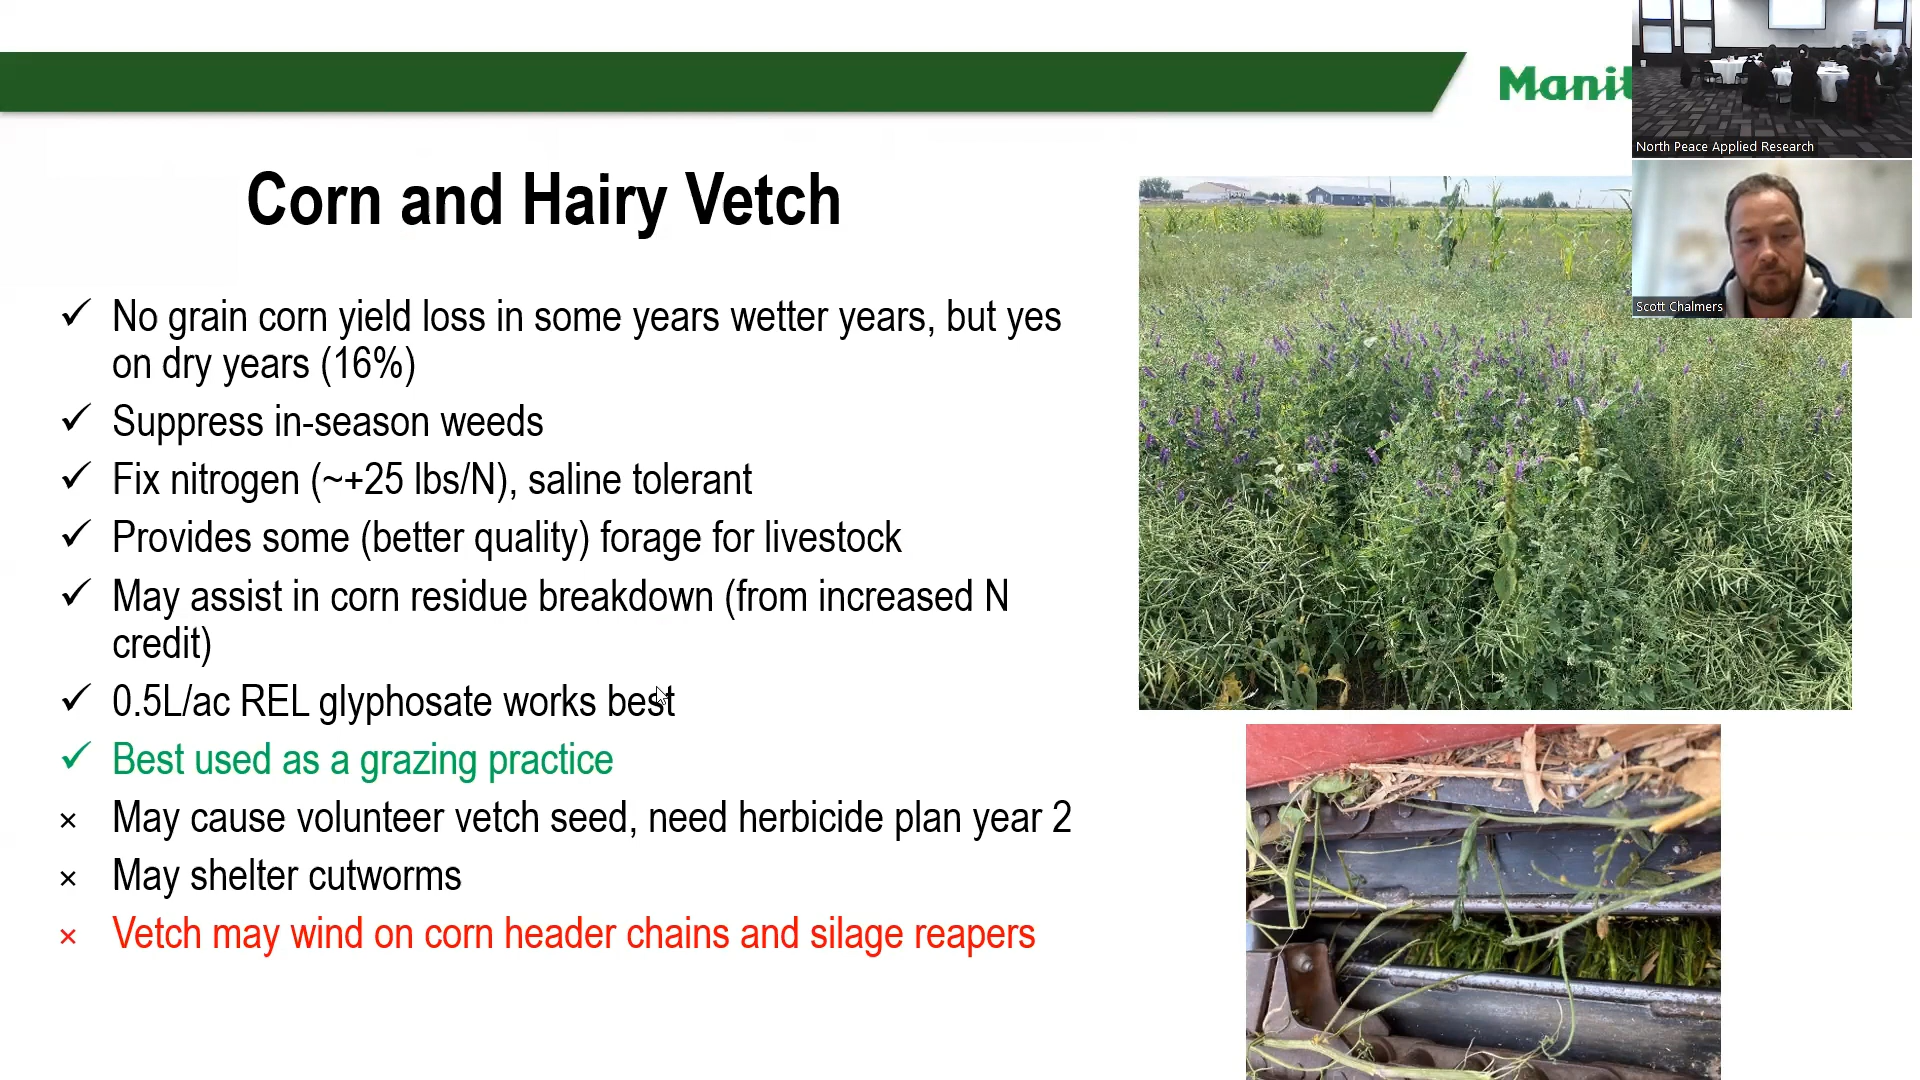 Manit
North Peace Applied Research
Scott Chalmers
Corn and Hairy Vetch
✓ No grain corn yield loss in some years wetter years, but yes
on dry years (16%)
✓ Suppress in-season weeds
✓ Fix nitrogen (~+25 lbs/N), saline tolerant
✓ Provides some (better quality) forage for livestock
✓ May assist in corn residue breakdown (from increased N
credit)
✓ 0.5L/ac REL glyphosate works best
✓ Best used as a grazing practice
× May cause volunteer vetch seed, need herbicide plan year 2
× May shelter cutworms
× Vetch may wind on corn header chains and silage reapers